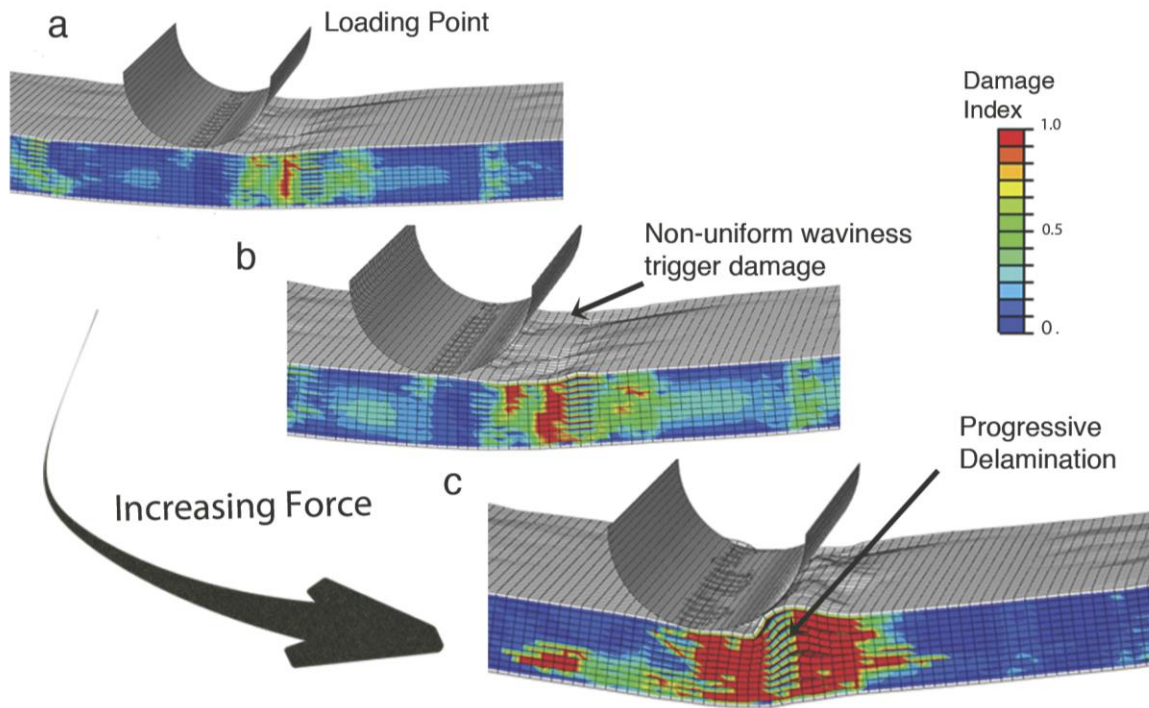 a
Loading Point
Damage
Index
1.0
0.5
0.
b
Non-uniform waviness
trigger damage
Progressive
Delamination
c
Increasing Force